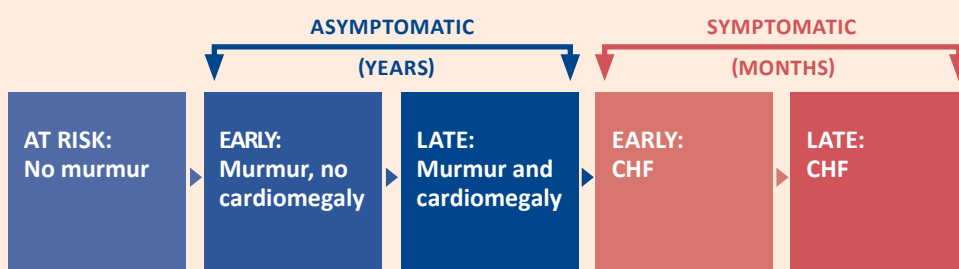 ASYMPTOMATIC
(YEARS)
SYMPTOMATIC
(MONTHS)
AT RISK:
No murmur
EARLY:
Murmur, no
cardiomegaly
LATE:
Murmur and
cardiomegaly
EARLY:
CHF
LATE:
CHF